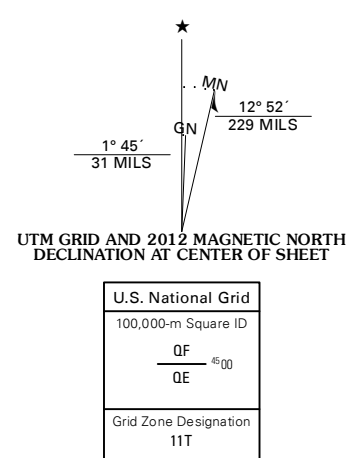 ★
MN
GN
12° 52´
229 MILS
1° 45´
31 MILS
UTM GRID AND 2012 MAGNETIC NORTH
DECLINATION AT CENTER OF SHEET
U.S. National Grid
100,000-m Square ID
QF
4500
QE
Grid Zone Designation
11T